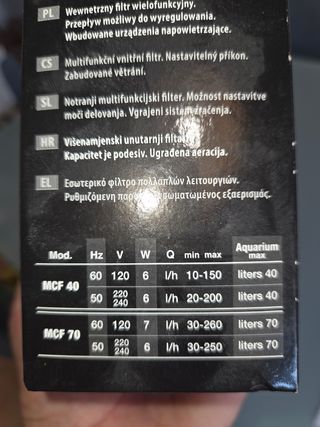 PL Wewnetrzny filtr wielofunkcyjny.
Przepływ możliwy do wyregulowania.
Wbudowane urządzenia napowietrzające.
CS Multifunkční vnitřní filtr. Nastavitelný příkon.
Zabudované větrání.
SL Notranji multifunkcijski filter. Možnost nastavitve
moči delovanja. Vgrajeni sistem zračenja.
HR Višenamjenski unutarnji filtar.
Kapacitet je podesiv. Ugrađena aeracija.
EL Εσωτερικό φίλτρο πολλαπλών λειτουργιών.
Ρυθμιζόμενη εξαερισμός.
Mod. Hz V W Q min max Aquarium max
MCF 40 60 120 6 l/h 10-150 liters 40
50 220 240 6 l/h 20-200 liters 40
MCF 70 60 120 7 l/h 30-260 liters 70
50 220 240 6 l/h 30-250 liters 70